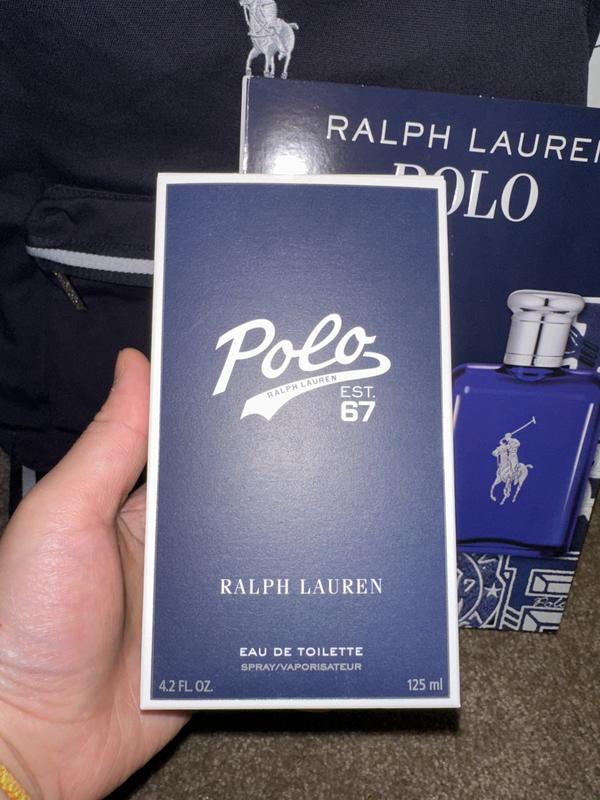 RALPH LAUREN
POLO
Polo
RALPH LAUREN
EST.
67
RALPH LAUREN
EAU DE TOILETTE
SPRAY/VAPORISATEUR
4.2 FL. OZ.
125 ml
Polo